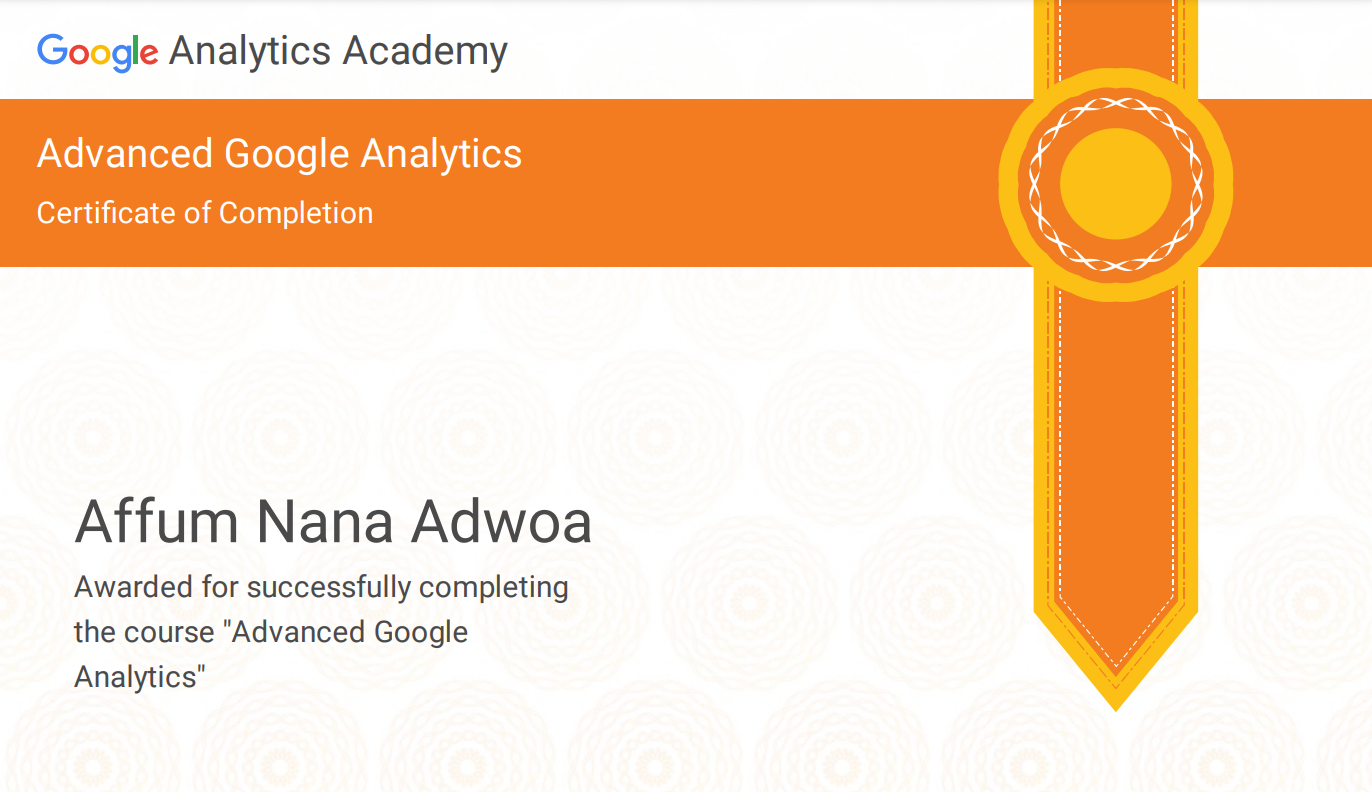 Google Analytics Academy
Advanced Google Analytics
Certificate of Completion
Affum Nana Adwoa
Awarded for successfully completing
the course "Advanced Google
Analytics"